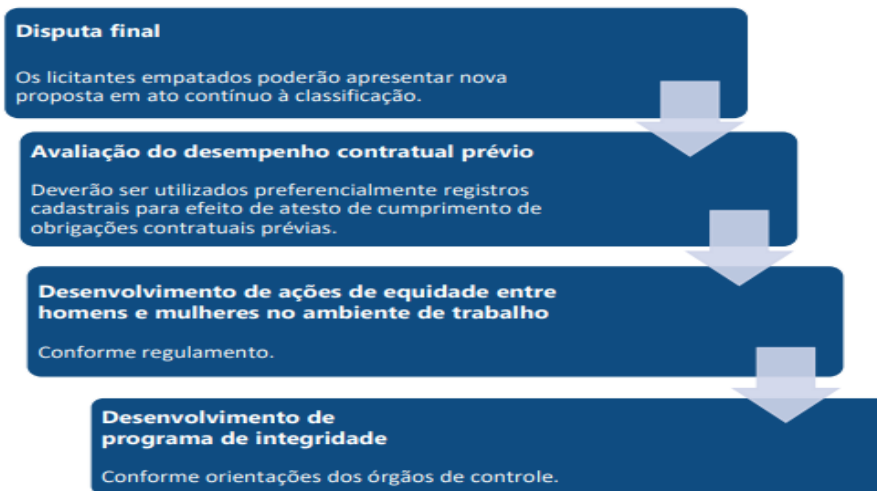 Disputa final
Os licitantes empatados poderão apresentar nova
proposta em ato contínuo à classificação.
Avaliação do desempenho contratual prévio
Deverão ser utilizados preferencialmente registros
cadastrais para efeito de atesto de cumprimento de
obrigações contratuais prévias.
Desenvolvimento de ações de equidade entre
homens e mulheres no ambiente de trabalho
Conforme regulamento.
Desenvolvimento de
programa de integridade
Conforme orientações dos órgãos de controle.